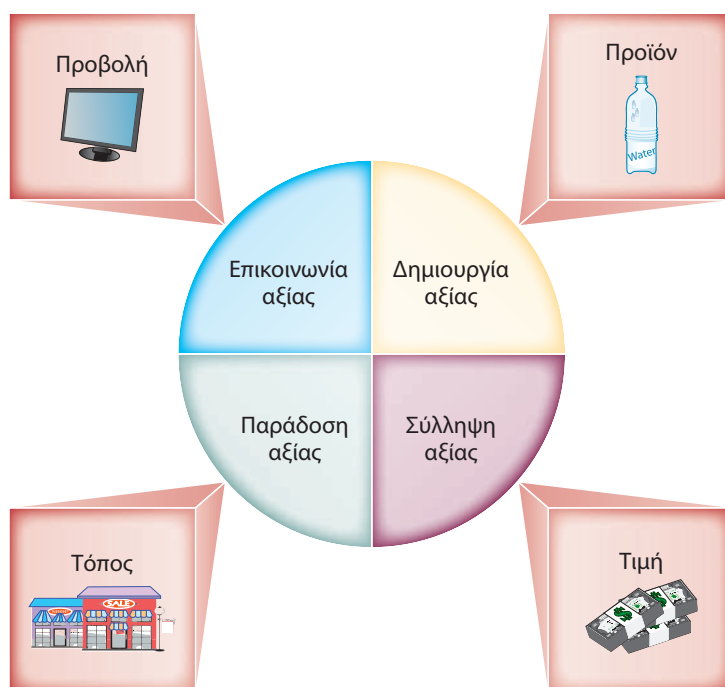 Προβολή
Προϊόν
Water
Επικοινωνία
αξίας
Δημιουργία
αξίας
Παράδοση
αξίας
Σύλληψη
αξίας
Τόπος
SALE
Τιμή